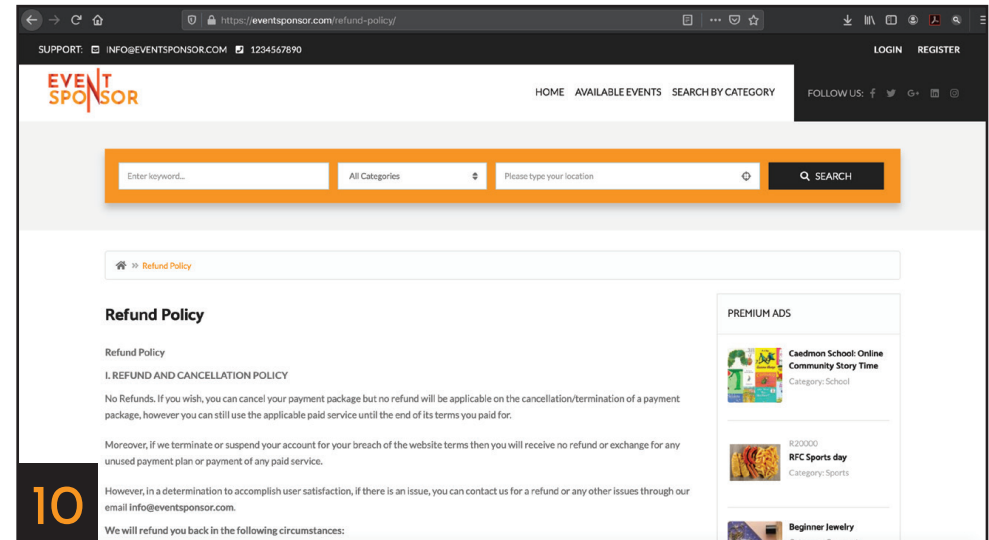 https://eventsponsor.com/refund-policy/
SUPPORT: INFO@EVENTSPONSOR.COM 1234567890
LOGIN REGISTER
EVENT
SPONSOR
HOME AVAILABLE EVENTS SEARCH BY CATEGORY
FOLLOW US:
Enter keyword...
All Categories
Please type your location
SEARCH
» Refund Policy
Refund Policy
Refund Policy
I. REFUND AND CANCELLATION POLICY
No Refunds. If you wish, you can cancel your payment package but no refund will be applicable on the cancellation/termination of a payment
package, however you can still use the applicable paid service until the end of its terms you paid for.
Moreover, if we terminate or suspend your account for your breach of the website terms then you will receive no refund or exchange for any
unused payment plan or payment of any paid service.
However, in a determination to accomplish user satisfaction, if there is an issue, you can contact us for a refund or any other issues through our
email info@eventsponsor.com.
We will refund you back in the following circumstances:
PREMIUM ADS
Caedmon School: Online
Community Story Time
Category: School
R20000
RFC Sports day
Category: Sports
Beginner Jewelry
10